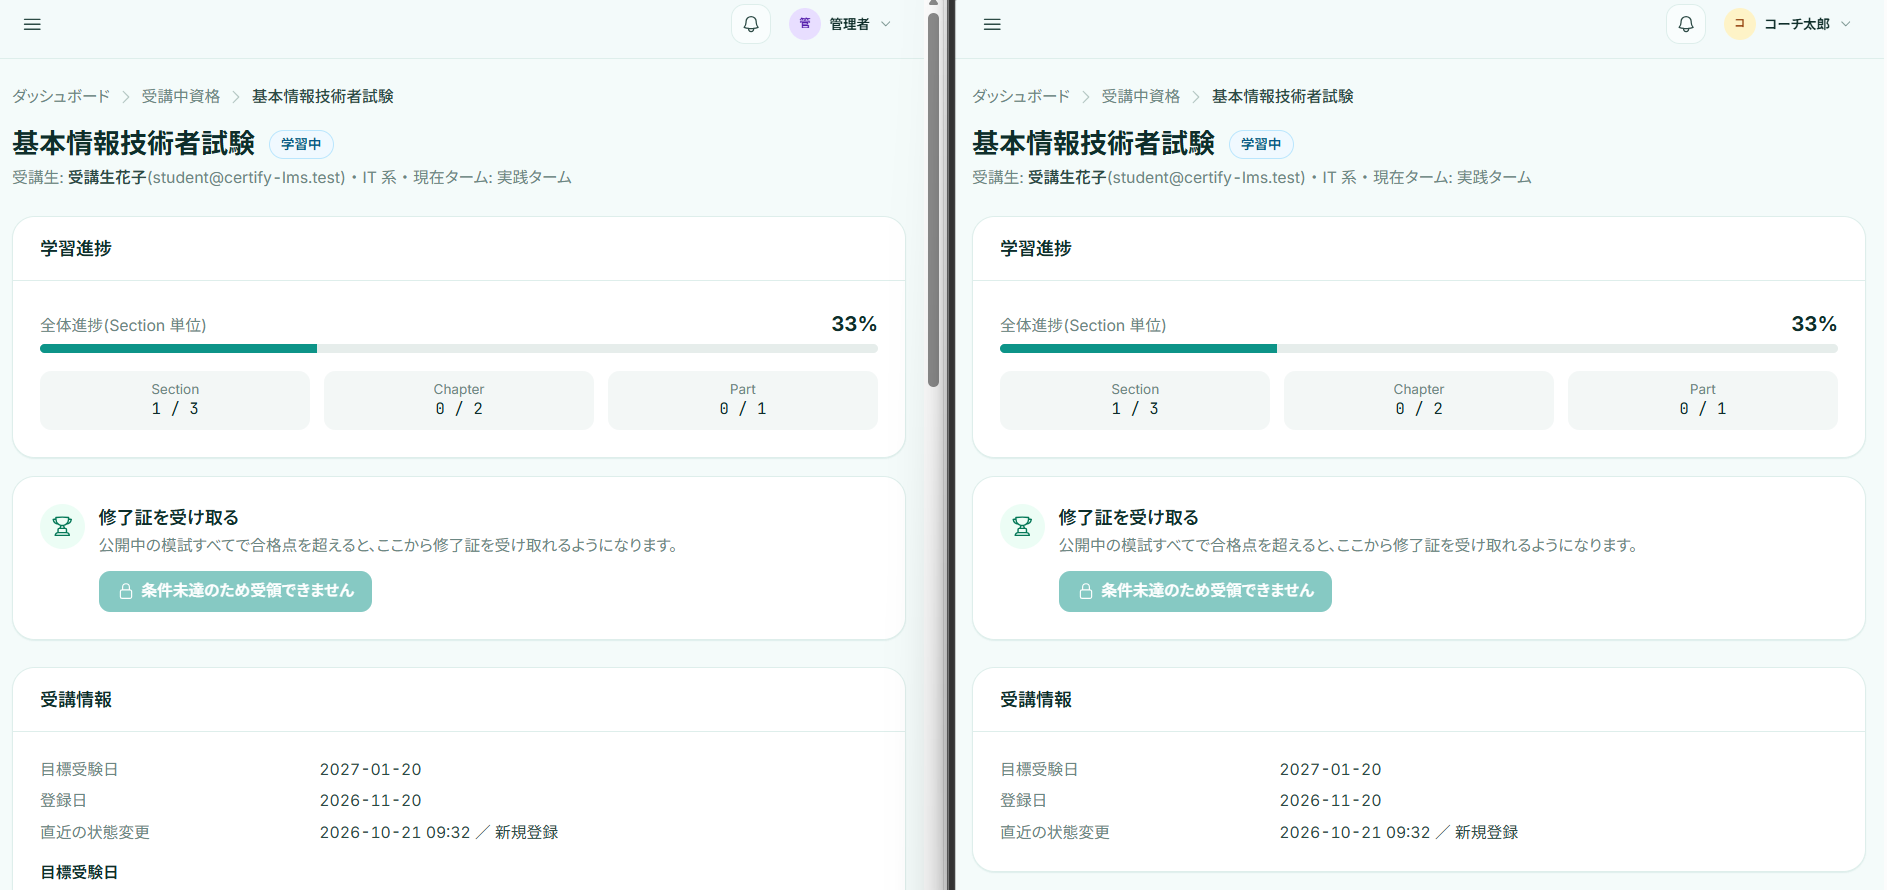 管 管理者
ダッシュボード 受講中資格 基本情報技術者試験
基本情報技術者試験 学習中
受講生: 受講生花子(student@certify-lms.test)・IT 系・現在ターム: 実践ターム
学習進捗
全体進捗(Section 単位) 33%
Section Chapter Part
1 / 3 0 / 2 0 / 1
修了証を受け取る
公開中の模試すべてで合格点を超えると、ここから修了証を受け取れるようになります。
条件未達のため受領できません
受講情報
目標受験日 2027-01-20
登録日 2026-11-20
直近の状態変更 2026-10-21 09:32 ／ 新規登録
目標受験日
コ コーチ太郎
ダッシュボード 受講中資格 基本情報技術者試験
基本情報技術者試験 学習中
受講生: 受講生花子(student@certify-lms.test)・IT 系・現在ターム: 実践ターム
学習進捗
全体進捗(Section 単位) 33%
Section Chapter Part
1 / 3 0 / 2 0 / 1
修了証を受け取る
公開中の模試すべてで合格点を超えると、ここから修了証を受け取れるようになります。
条件未達のため受領できません
受講情報
目標受験日 2027-01-20
登録日 2026-11-20
直近の状態変更 2026-10-21 09:32 ／ 新規登録